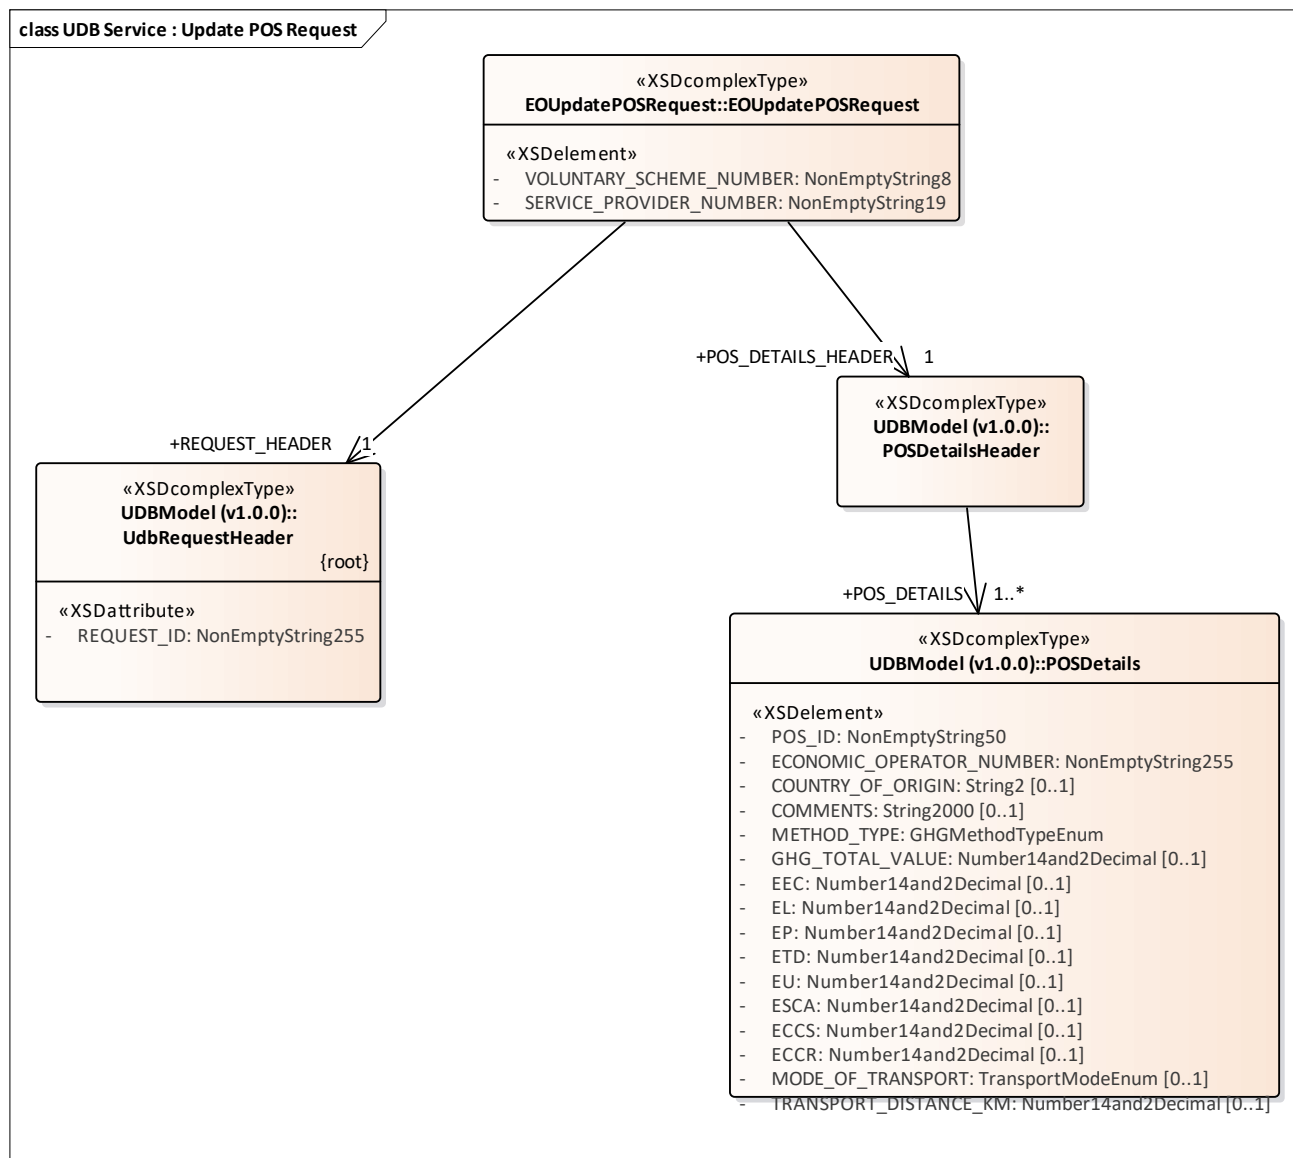 class UDB Service : Update POS Request
«XSDcomplexType»
EOUpdatePOSRequest::EOUpdatePOSRequest
«XSDelement»
- VOLUNTARY_SCHEME_NUMBER: NonEmptyString8
- SERVICE_PROVIDER_NUMBER: NonEmptyString19
+POS_DETAILS_HEADER 1
«XSDcomplexType»
UDBModel (v1.0.0)::
POSDetailsHeader
+REQUEST_HEADER 1
«XSDcomplexType»
UDBModel (v1.0.0)::
UdbRequestHeader
{root}
«XSDattribute»
- REQUEST_ID: NonEmptyString255
+POS_DETAILS 1..*
«XSDcomplexType»
UDBModel (v1.0.0)::POSDetails
«XSDelement»
- POS_ID: NonEmptyString50
- ECONOMIC_OPERATOR_NUMBER: NonEmptyString255
- COUNTRY_OF_ORIGIN: String2 [0..1]
- COMMENTS: String2000 [0..1]
- METHOD_TYPE: GHGMethodTypeEnum
- GHG_TOTAL_VALUE: Number14and2Decimal [0..1]
- EEC: Number14and2Decimal [0..1]
- EL: Number14and2Decimal [0..1]
- EP: Number14and2Decimal [0..1]
- ETD: Number14and2Decimal [0..1]
- EU: Number14and2Decimal [0..1]
- ESCA: Number14and2Decimal [0..1]
- ECCS: Number14and2Decimal [0..1]
- ECCR: Number14and2Decimal [0..1]
- MODE_OF_TRANSPORT: TransportModeEnum [0..1]
- TRANSPORT_DISTANCE_KM: Number14and2Decimal [0..1]